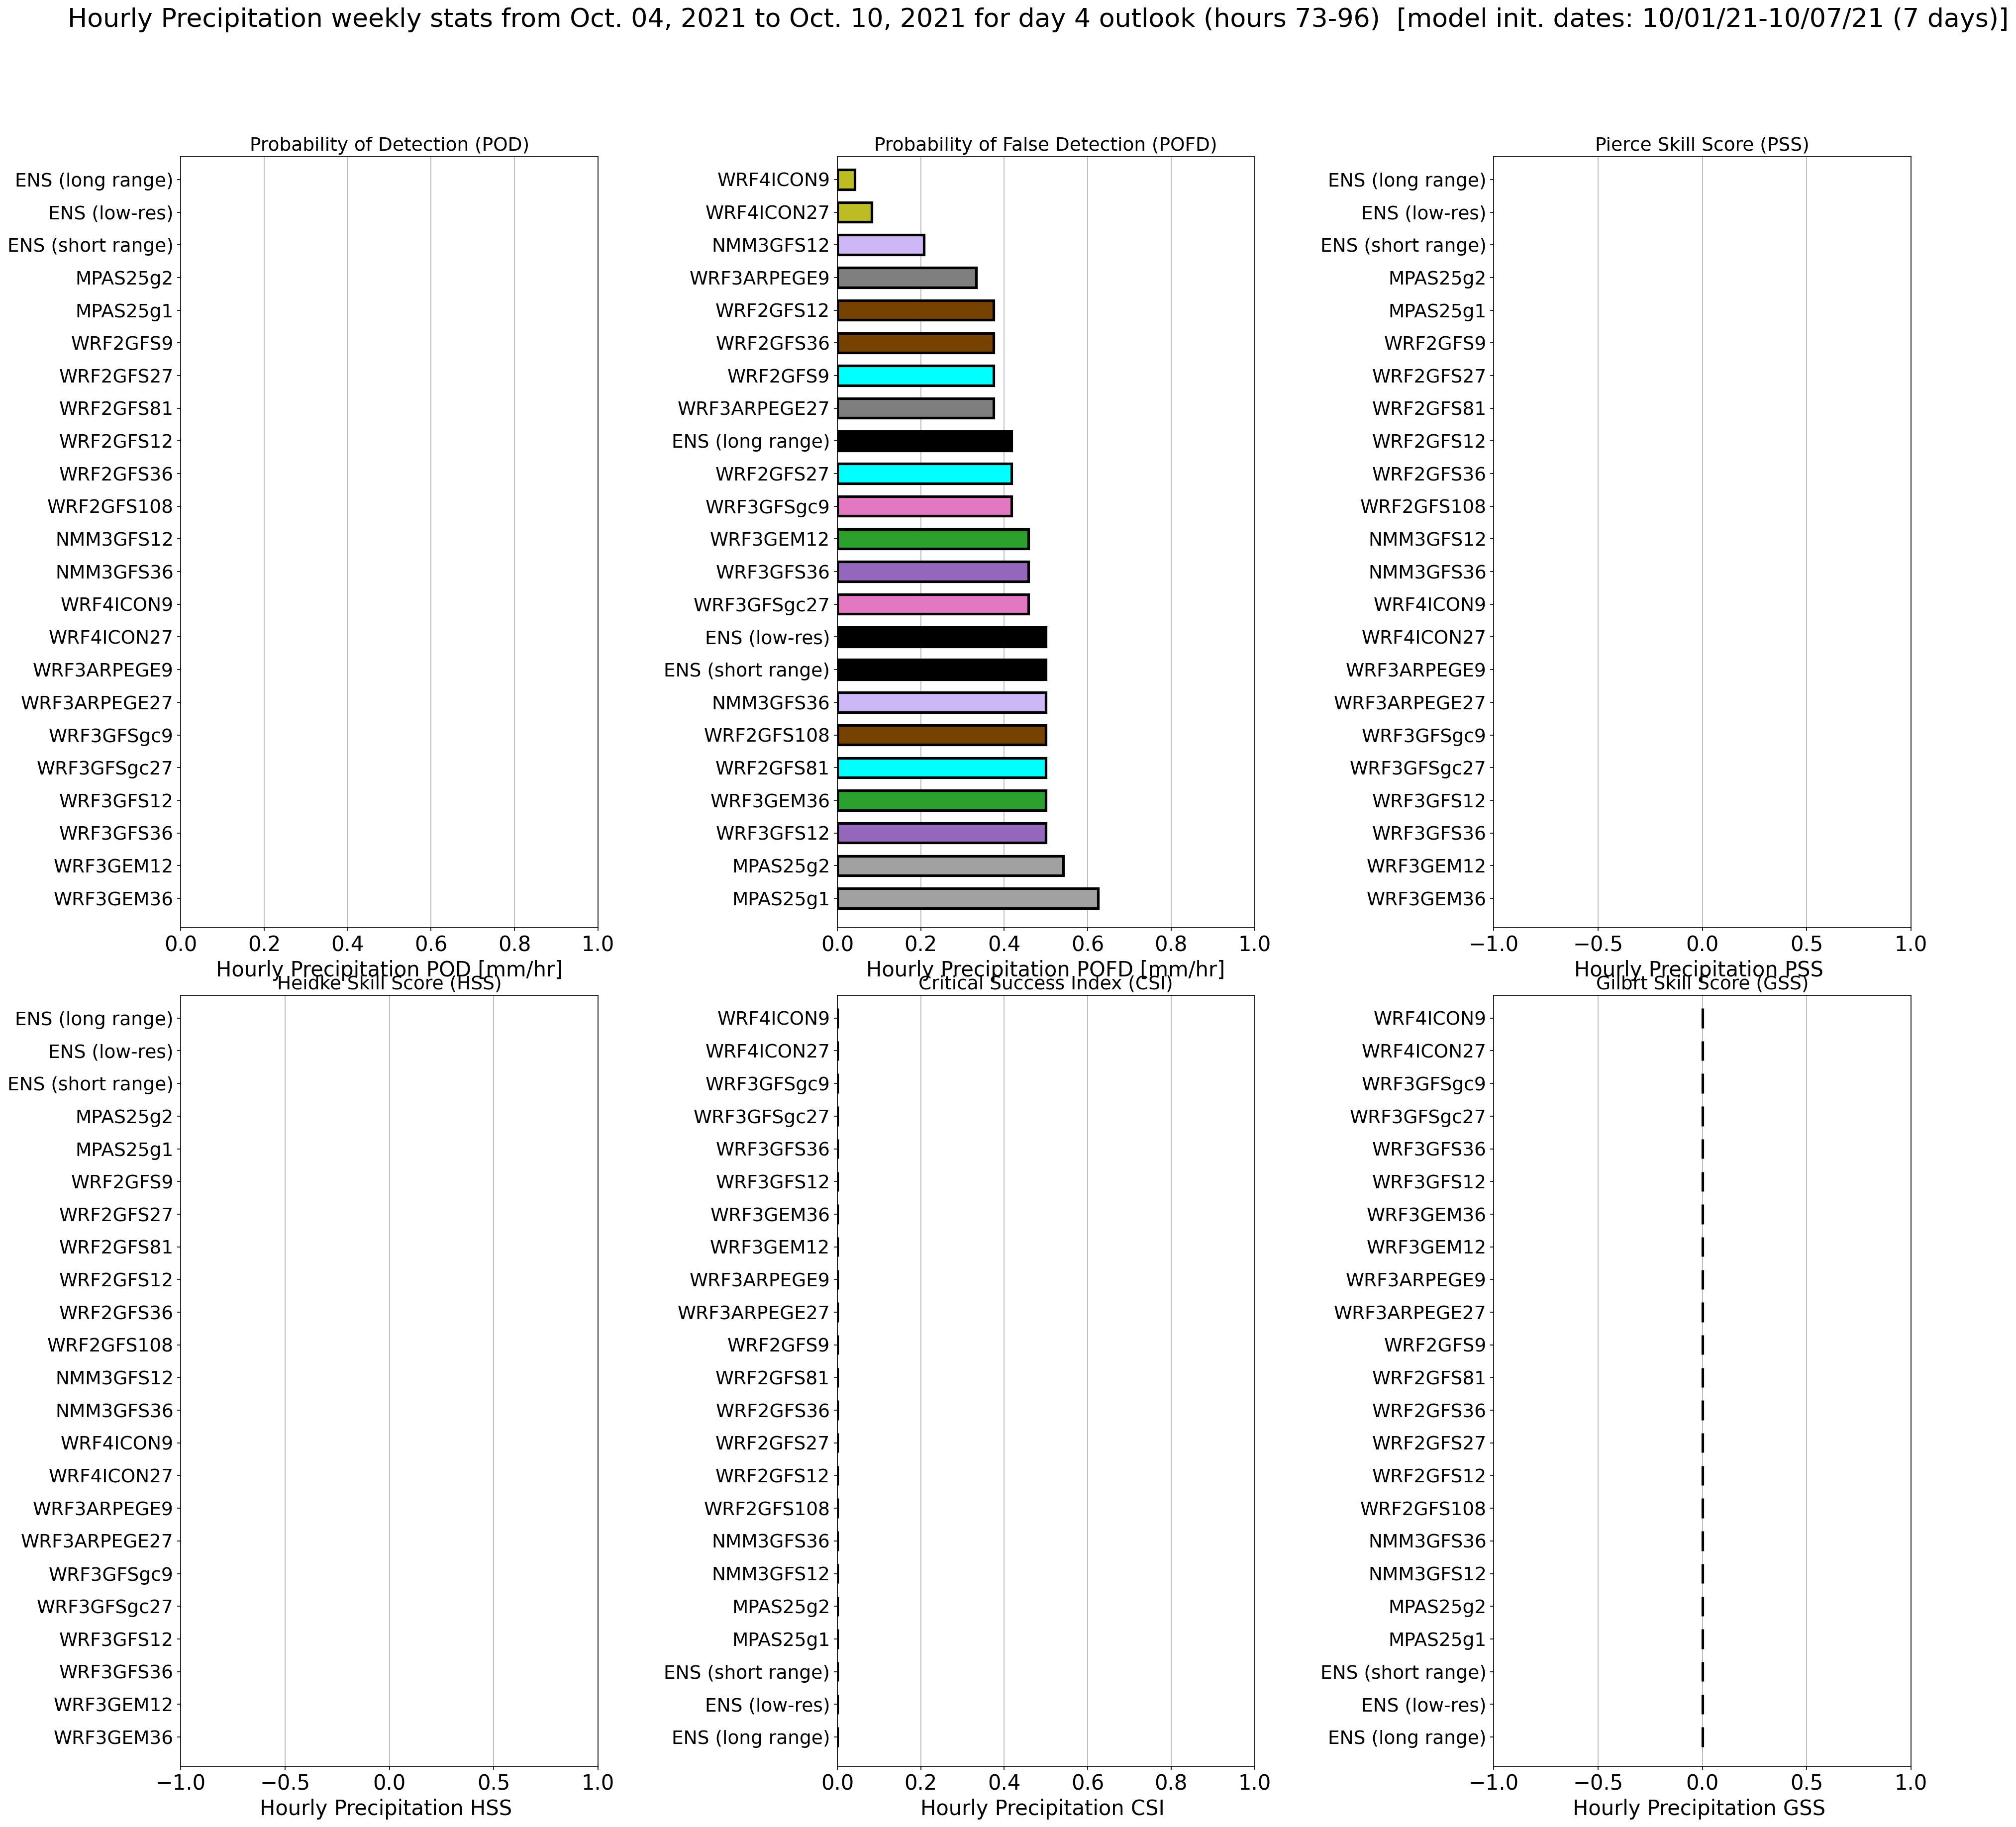 Hourly Precipitation weekly stats from Oct. 04, 2021 to Oct. 10, 2021 for day 4 outlook (hours 73-96)  [model init. dates: 10/01/21-10/07/21 (7 days)]
Probability of Detection (POD)
ENS (long range)
ENS (low-res)
ENS (short range)
MPAS25g2
MPAS25g1
WRF2GFS9
WRF2GFS27
WRF2GFS81
WRF2GFS12
WRF2GFS36
WRF2GFS108
NMM3GFS12
NMM3GFS36
WRF4ICON9
WRF4ICON27
WRF3ARPEGE9
WRF3ARPEGE27
WRF3GFSgc9
WRF3GFSgc27
WRF3GFS12
WRF3GFS36
WRF3GEM12
WRF3GEM36
0.0 0.2 0.4 0.6 0.8 1.0
Hourly Precipitation POD [mm/hr]
Probability of False Detection (POFD)
WRF4ICON9
WRF4ICON27
NMM3GFS12
WRF3ARPEGE9
WRF2GFS12
WRF2GFS36
WRF2GFS9
WRF3ARPEGE27
ENS (long range)
WRF2GFS27
WRF3GFSgc9
WRF3GEM12
WRF3GFS36
WRF3GFSgc27
ENS (low-res)
ENS (short range)
NMM3GFS36
WRF2GFS108
WRF2GFS81
WRF3GEM36
WRF3GFS12
MPAS25g2
MPAS25g1
0.0 0.2 0.4 0.6 0.8 1.0
Hourly Precipitation POFD [mm/hr]
Pierce Skill Score (PSS)
ENS (long range)
ENS (low-res)
ENS (short range)
MPAS25g2
MPAS25g1
WRF2GFS9
WRF2GFS27
WRF2GFS81
WRF2GFS12
WRF2GFS36
WRF2GFS108
NMM3GFS12
NMM3GFS36
WRF4ICON9
WRF4ICON27
WRF3ARPEGE9
WRF3ARPEGE27
WRF3GFSgc9
WRF3GFSgc27
WRF3GFS12
WRF3GFS36
WRF3GEM12
WRF3GEM36
−1.0 −0.5 0.0 0.5 1.0
Hourly Precipitation PSS
Heidke Skill Score (HSS)
ENS (long range)
ENS (low-res)
ENS (short range)
MPAS25g2
MPAS25g1
WRF2GFS9
WRF2GFS27
WRF2GFS81
WRF2GFS12
WRF2GFS36
WRF2GFS108
NMM3GFS12
NMM3GFS36
WRF4ICON9
WRF4ICON27
WRF3ARPEGE9
WRF3ARPEGE27
WRF3GFSgc9
WRF3GFSgc27
WRF3GFS12
WRF3GFS36
WRF3GEM12
WRF3GEM36
−1.0 −0.5 0.0 0.5 1.0
Hourly Precipitation HSS
Critical Success Index (CSI)
WRF4ICON9
WRF4ICON27
WRF3GFSgc9
WRF3GFSgc27
WRF3GFS36
WRF3GFS12
WRF3GEM36
WRF3GEM12
WRF3ARPEGE9
WRF3ARPEGE27
WRF2GFS9
WRF2GFS81
WRF2GFS36
WRF2GFS27
WRF2GFS12
WRF2GFS108
NMM3GFS36
NMM3GFS12
MPAS25g2
MPAS25g1
ENS (short range)
ENS (low-res)
ENS (long range)
0.0 0.2 0.4 0.6 0.8 1.0
Hourly Precipitation CSI
Gilbrt Skill Score (GSS)
WRF4ICON9
WRF4ICON27
WRF3GFSgc9
WRF3GFSgc27
WRF3GFS36
WRF3GFS12
WRF3GEM36
WRF3GEM12
WRF3ARPEGE9
WRF3ARPEGE27
WRF2GFS9
WRF2GFS81
WRF2GFS36
WRF2GFS27
WRF2GFS12
WRF2GFS108
NMM3GFS36
NMM3GFS12
MPAS25g2
MPAS25g1
ENS (short range)
ENS (low-res)
ENS (long range)
−1.0 −0.5 0.0 0.5 1.0
Hourly Precipitation GSS